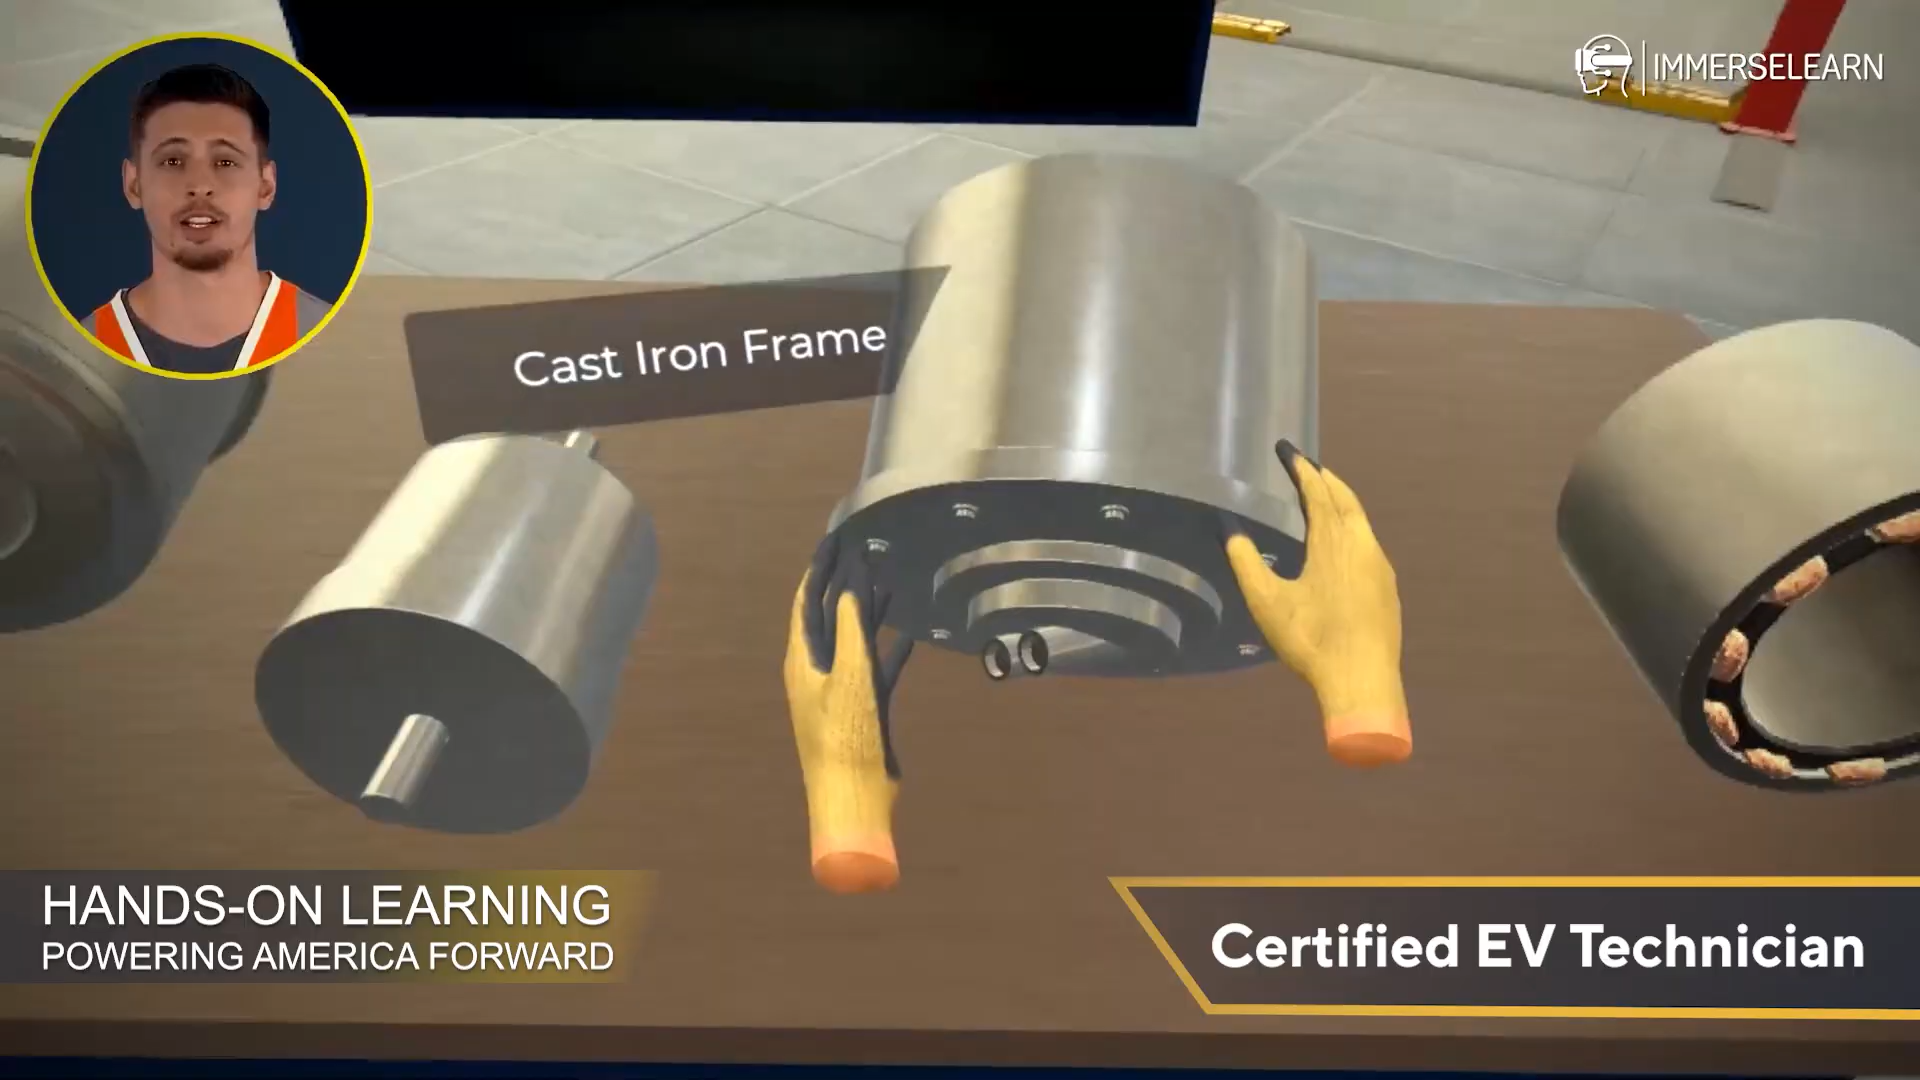 IMMERSELEARN
Cast Iron Frame
HANDS-ON LEARNING
POWERING AMERICA FORWARD
Certified EV Technician